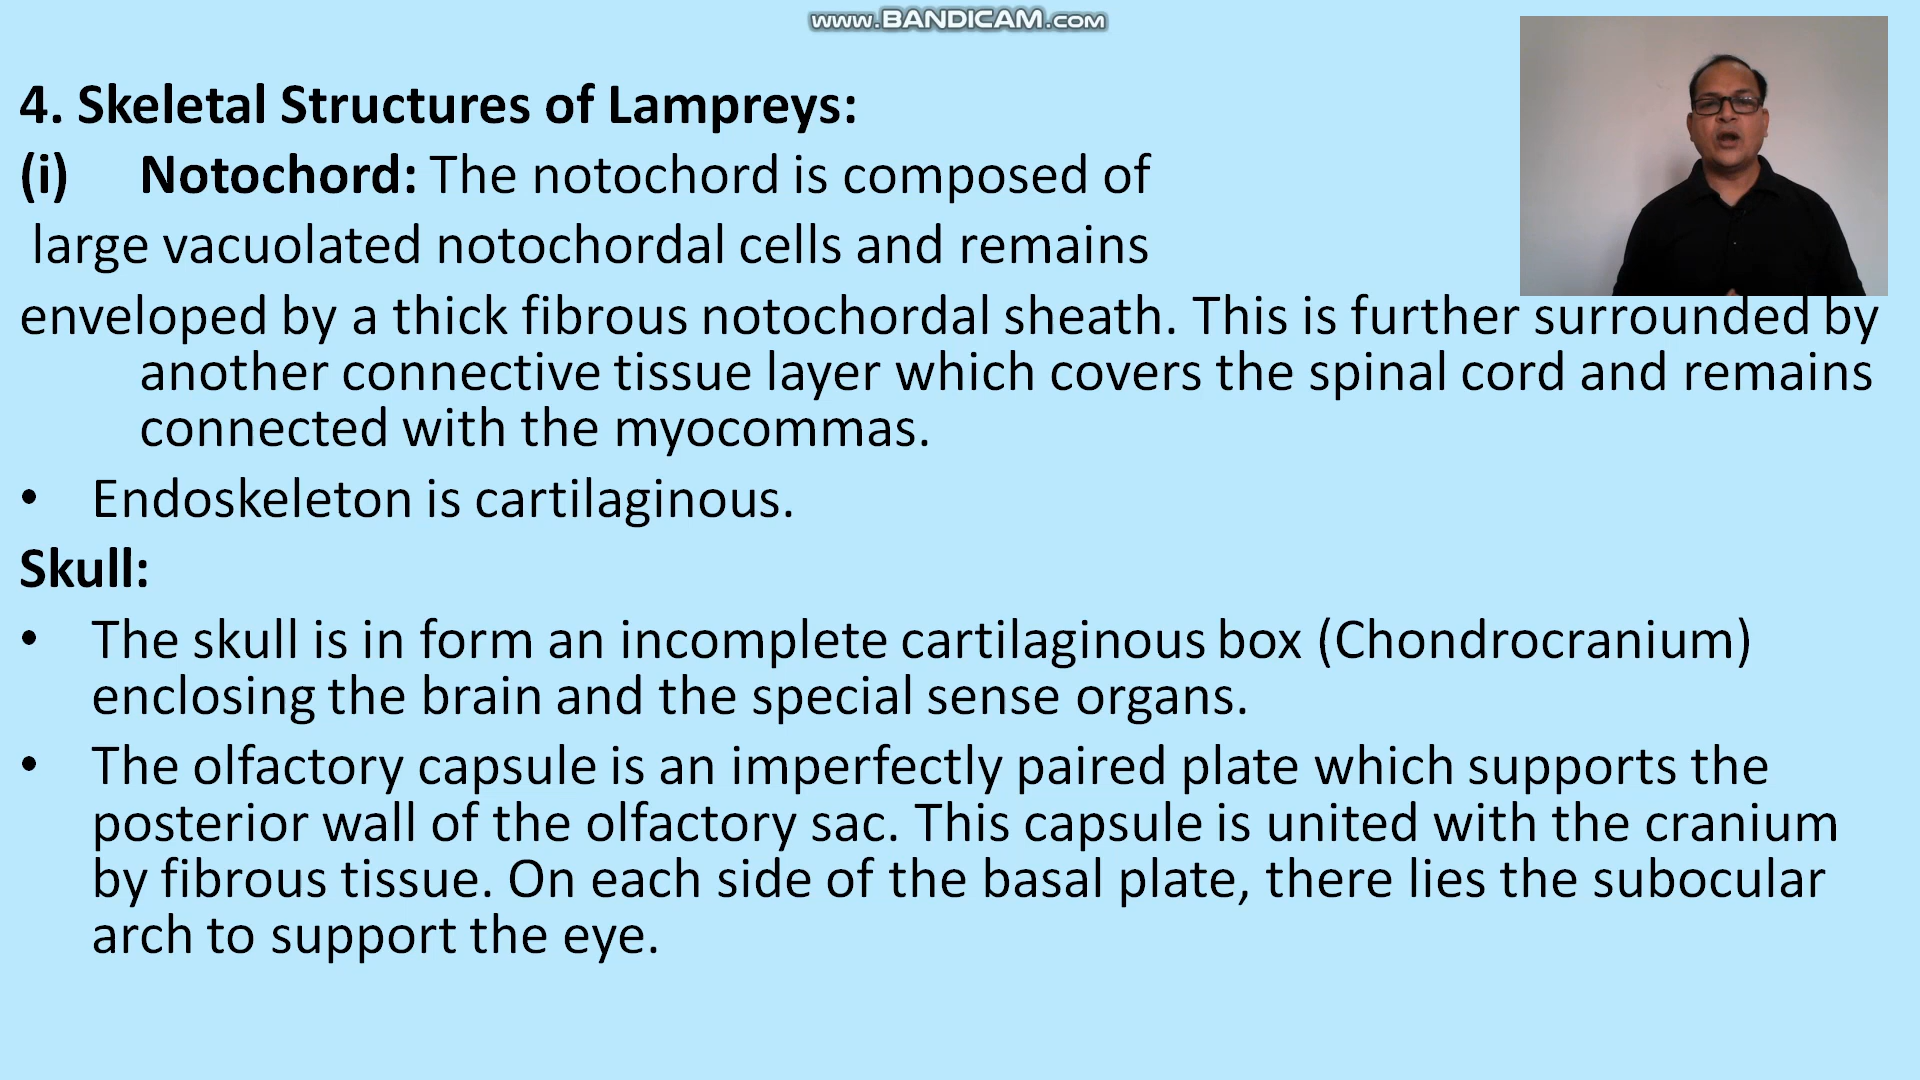 www.BANDICAM.com
4. Skeletal Structures of Lampreys:
(i) Notochord: The notochord is composed of
large vacuolated notochordal cells and remains
enveloped by a thick fibrous notochordal sheath. This is further surrounded by
another connective tissue layer which covers the spinal cord and remains
connected with the myocommas.
• Endoskeleton is cartilaginous.
Skull:
• The skull is in form an incomplete cartilaginous box (Chondrocranium)
enclosing the brain and the special sense organs.
• The olfactory capsule is an imperfectly paired plate which supports the
posterior wall of the olfactory sac. This capsule is united with the cranium
by fibrous tissue. On each side of the basal plate, there lies the subocular
arch to support the eye.